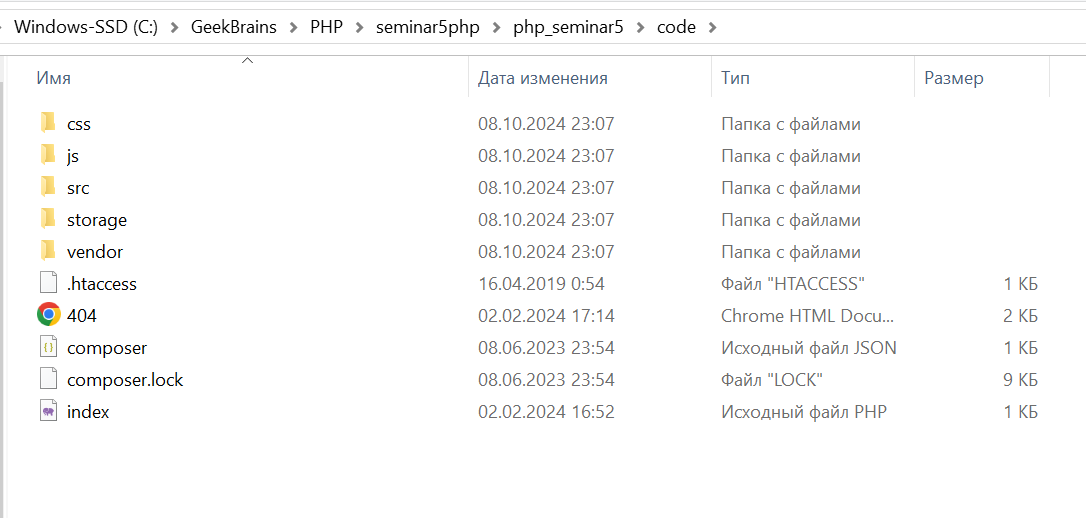 Windows-SSD (C:) > GeekBrains > PHP > seminar5php > php_seminar5 > code >
Имя Дата изменения Тип Размер
css 08.10.2024 23:07 Папка с файлами
js 08.10.2024 23:07 Папка с файлами
src 08.10.2024 23:07 Папка с файлами
storage 08.10.2024 23:07 Папка с файлами
vendor 08.10.2024 23:07 Папка с файлами
.htaccess 16.04.2019 0:54 Файл "HTACCESS" 1 КБ
404 02.02.2024 17:14 Chrome HTML Docu... 2 КБ
composer 08.06.2023 23:54 Исходный файл JSON 1 КБ
composer.lock 08.06.2023 23:54 Файл "LOCK" 9 КБ
index 02.02.2024 16:52 Исходный файл PHP 1 КБ